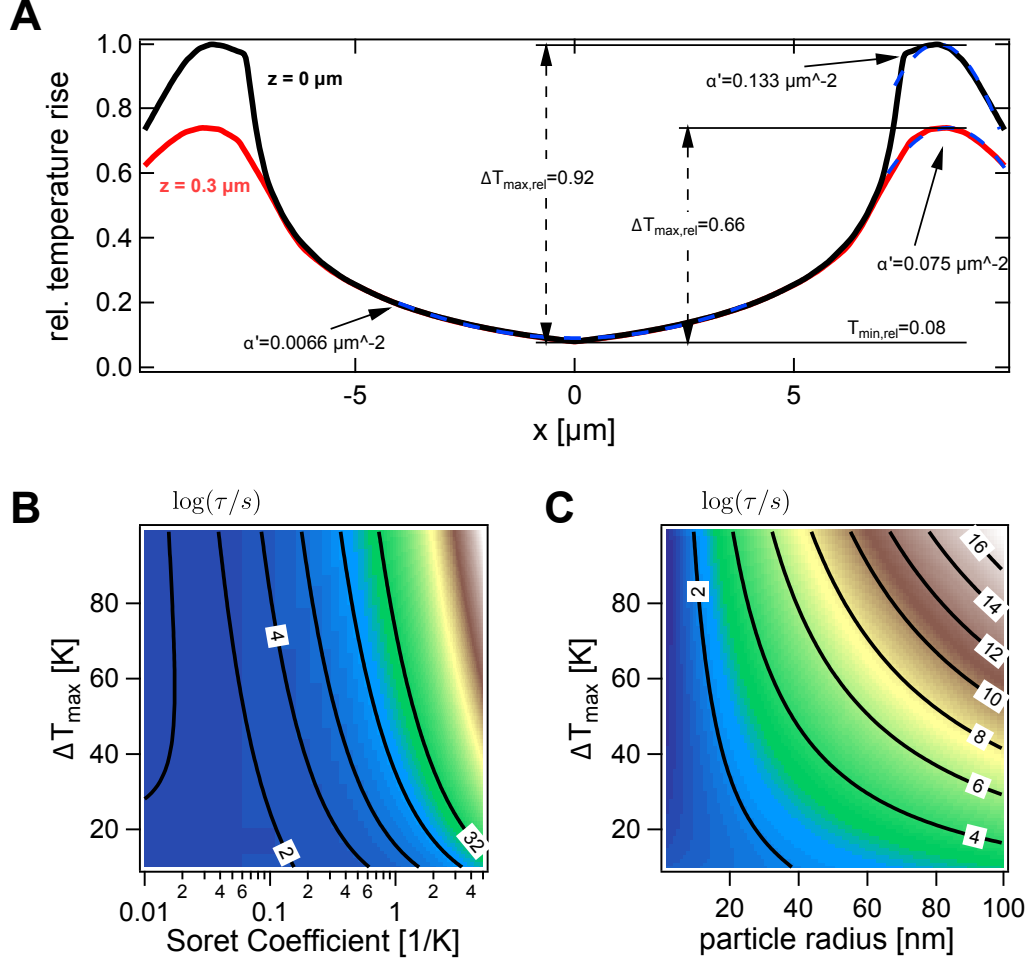 A
rel. temperature rise
1.0
0.8
0.6
0.4
0.2
0.0
z = 0 µm
z = 0.3 µm
ΔTmax,rel=0.92
ΔTmax,rel=0.66
α'=0.133 µm^-2
α'=0.075 µm^-2
α'=0.0066 µm^-2
Tmin,rel=0.08
-5
0
5
x [µm]
B
log(τ/s)
ΔTmax [K]
80
60
40
20
4
2
32
0.01
2
4
6
0.1
2
4
6
1
2
4
Soret Coefficient [1/K]
C
log(τ/s)
ΔTmax [K]
80
60
40
20
2
16
14
12
10
8
6
4
20
40
60
80
100
particle radius [nm]